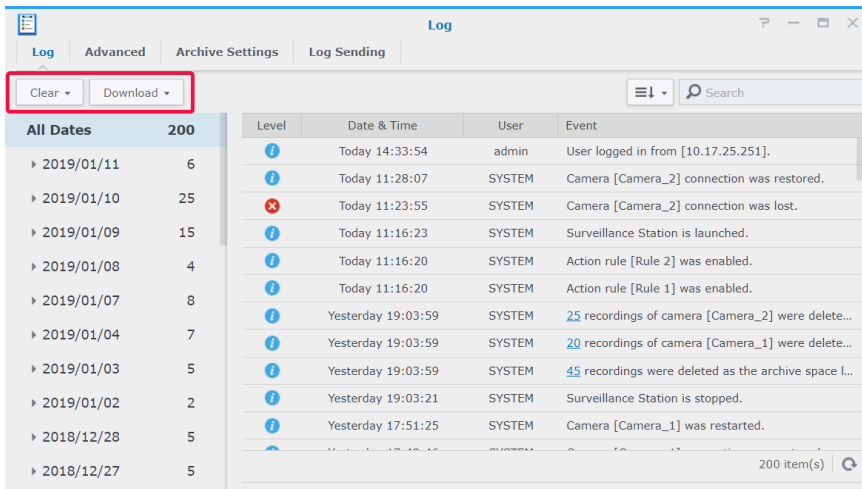 Log
Log Advanced Archive Settings Log Sending
Clear Download Search
All Dates 200
2019/01/11 6
2019/01/10 25
2019/01/09 15
2019/01/08 4
2019/01/07 8
2019/01/04 7
2019/01/03 5
2019/01/02 2
2018/12/28 5
2018/12/27 5
Level Date & Time User Event
Today 14:33:54 admin User logged in from [10.17.25.251].
Today 11:28:07 SYSTEM Camera [Camera_2] connection was restored.
Today 11:23:55 SYSTEM Camera [Camera_2] connection was lost.
Today 11:16:23 SYSTEM Surveillance Station is launched.
Today 11:16:20 SYSTEM Action rule [Rule 2] was enabled.
Today 11:16:20 SYSTEM Action rule [Rule 1] was enabled.
Yesterday 19:03:59 SYSTEM 25 recordings of camera [Camera_2] were delete...
Yesterday 19:03:59 SYSTEM 20 recordings of camera [Camera_1] were delete...
Yesterday 19:03:59 SYSTEM 45 recordings were deleted as the archive space l...
Yesterday 19:03:21 SYSTEM Surveillance Station is stopped.
Yesterday 17:51:25 SYSTEM Camera [Camera_1] was restarted.
200 item(s)